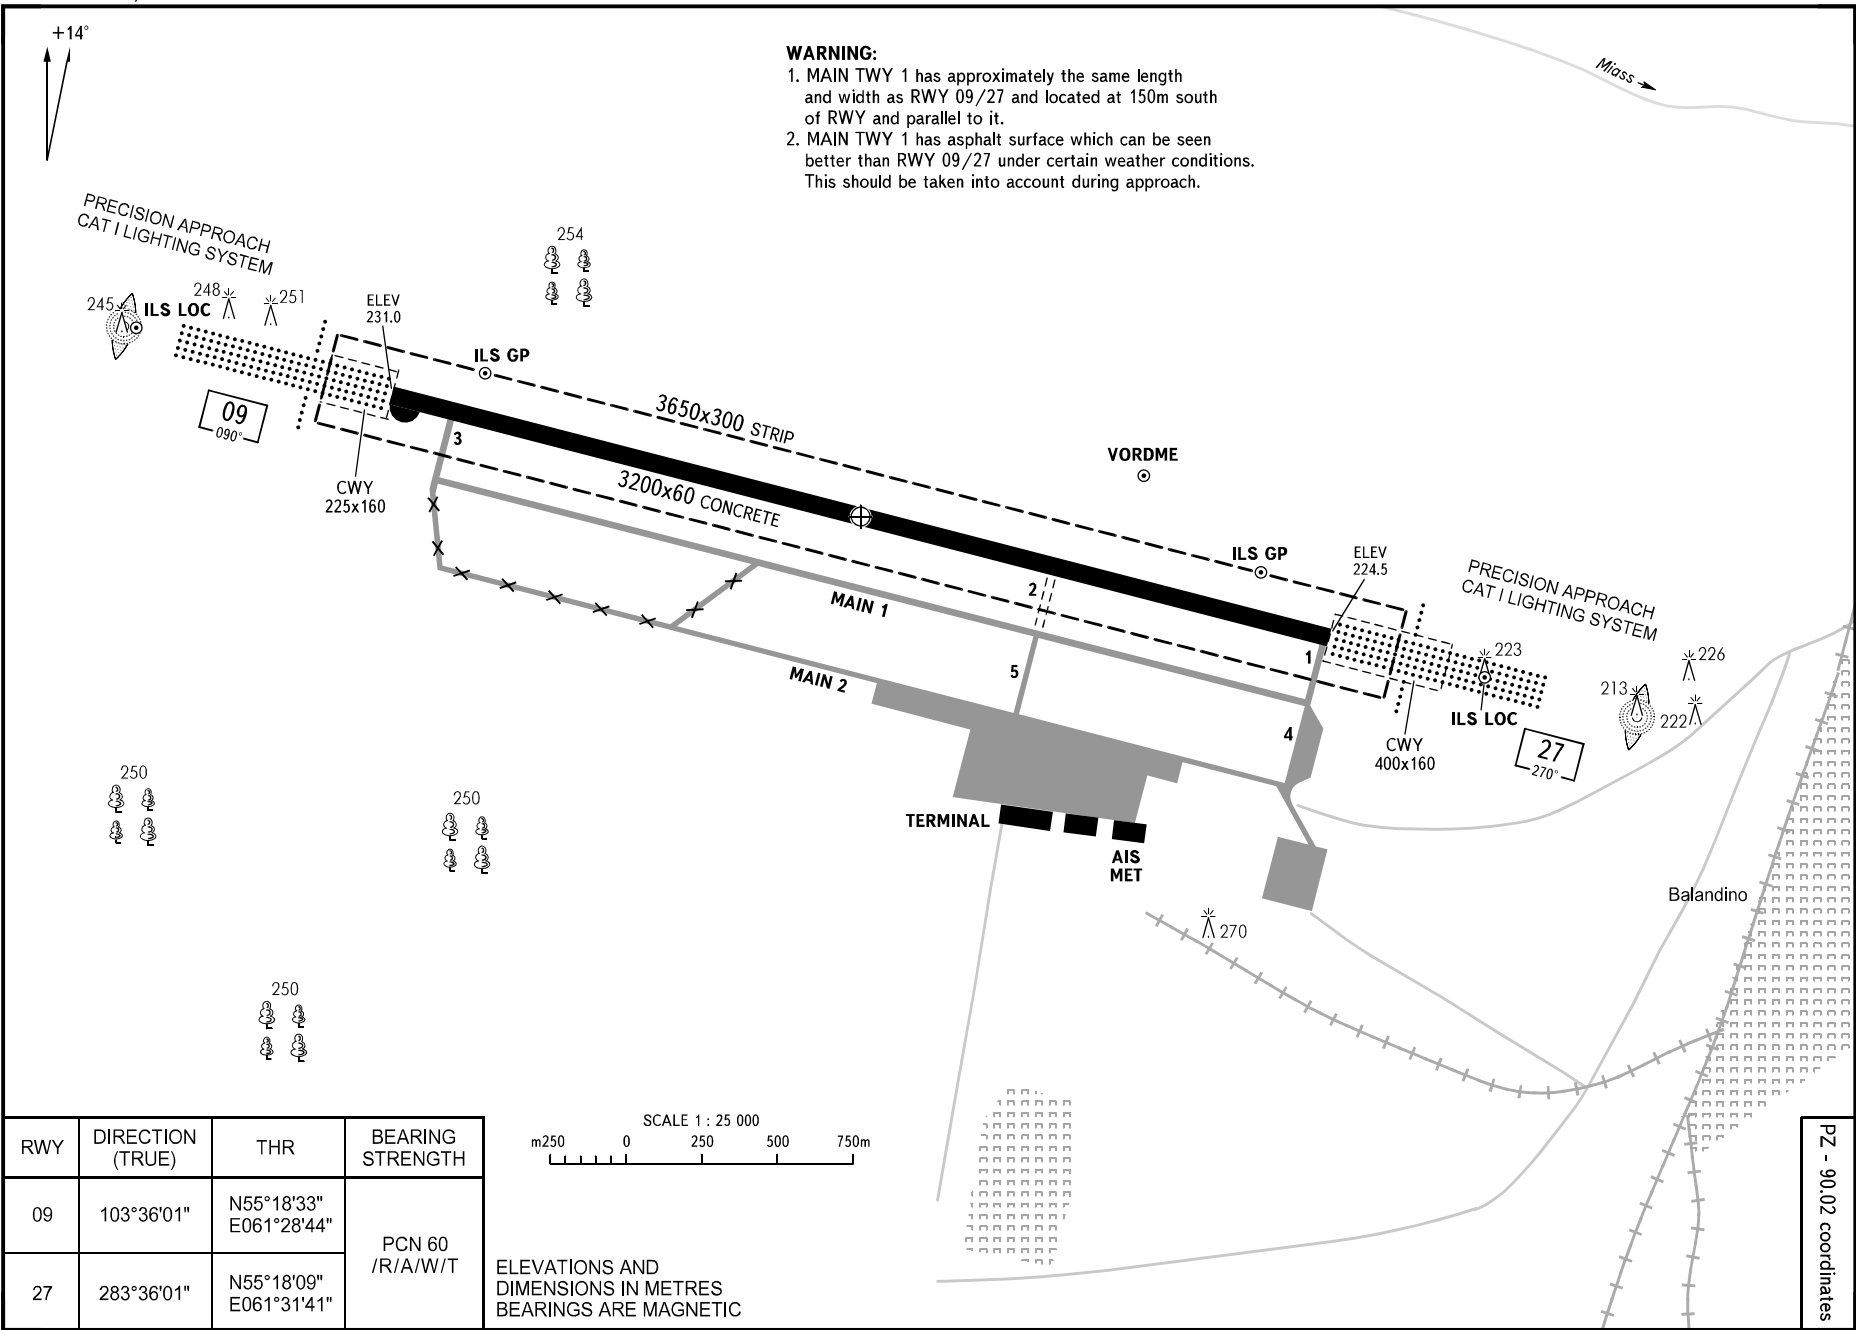 +14°
WARNING:
1. MAIN TWY 1 has approximately the same length
and width as RWY 09/27 and located at 150m south
of RWY and parallel to it.
2. MAIN TWY 1 has asphalt surface which can be seen
better than RWY 09/27 under certain weather conditions.
This should be taken into account during approach.
Miass
PRECISION APPROACH
CAT I LIGHTING SYSTEM
254
245
ILS LOC
248
251
ELEV
231.0
ILS GP
09
090°
3
CWY
225x160
3650x300 STRIP
3200x60 CONCRETE
VORDME
ILS GP
ELEV
224.5
PRECISION APPROACH
CAT I LIGHTING SYSTEM
2
MAIN 1
1
5
MAIN 2
223
226
213
222
ILS LOC
4
CWY
400x160
27
270°
250
250
TERMINAL
AIS
MET
Balandino
270
250
SCALE 1 : 25 000
m250 0 250 500 750m
RWY DIRECTION (TRUE) THR BEARING STRENGTH
09 103°36'01" N55°18'33" E061°28'44"
PCN 60
/R/A/W/T
27 283°36'01" N55°18'09" E061°31'41"
ELEVATIONS AND
DIMENSIONS IN METRES
BEARINGS ARE MAGNETIC
PZ - 90.02 coordinates